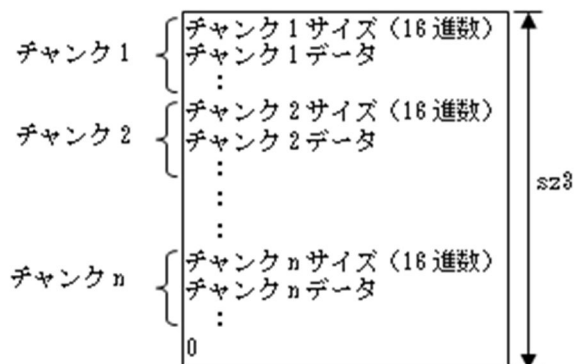 チャンク1
チャンク1サイズ（16進数）
チャンク1データ
：
チャンク2
チャンク2サイズ（16進数）
チャンク2データ
：
：
：
チャンクn
チャンクnサイズ（16進数）
チャンクnデータ
：
0
sz3